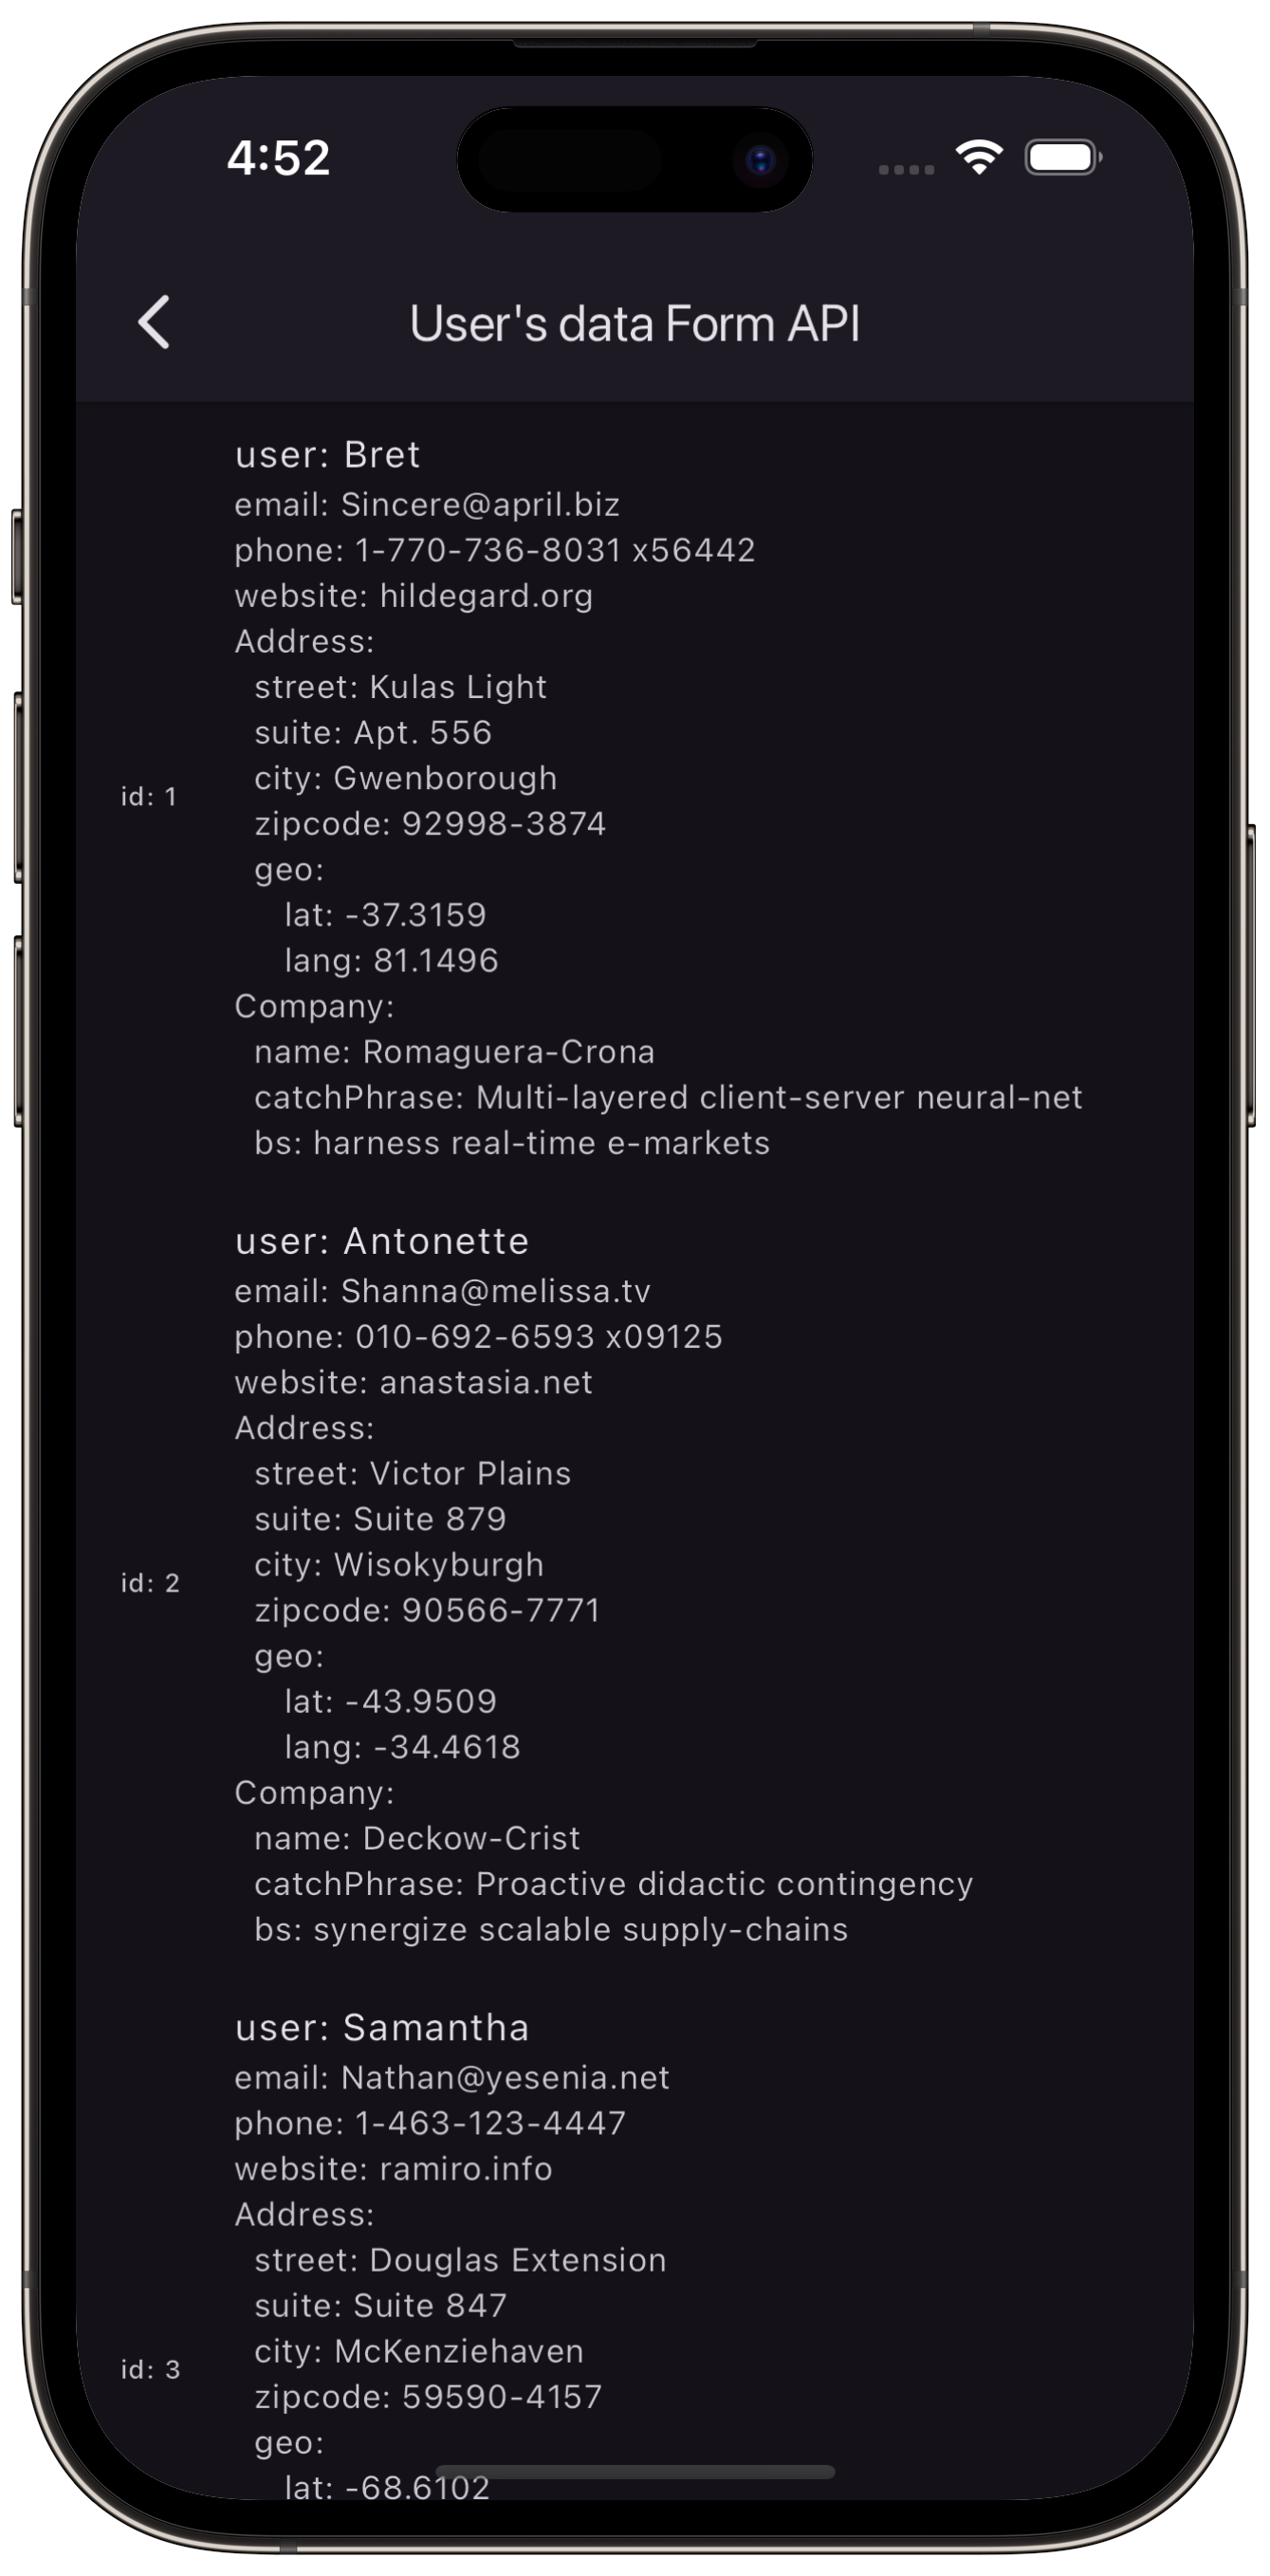 4:52
User's data Form API
user: Bret
email: Sincere@april.biz
phone: 1-770-736-8031 x56442
website: hildegard.org
Address:
street: Kulas Light
suite: Apt. 556
city: Gwenborough
id: 1
zipcode: 92998-3874
geo:
lat: -37.3159
lang: 81.1496
Company:
name: Romaguera-Crona
catchPhrase: Multi-layered client-server neural-net
bs: harness real-time e-markets
user: Antonette
email: Shanna@melissa.tv
phone: 010-692-6593 x09125
website: anastasia.net
Address:
street: Victor Plains
suite: Suite 879
city: Wisokyburgh
id: 2
zipcode: 90566-7771
geo:
lat: -43.9509
lang: -34.4618
Company:
name: Deckow-Crist
catchPhrase: Proactive didactic contingency
bs: synergize scalable supply-chains
user: Samantha
email: Nathan@yesenia.net
phone: 1-463-123-4447
website: ramiro.info
Address:
street: Douglas Extension
suite: Suite 847
city: McKenziehaven
id: 3
zipcode: 59590-4157
geo:
lat: -68.6102